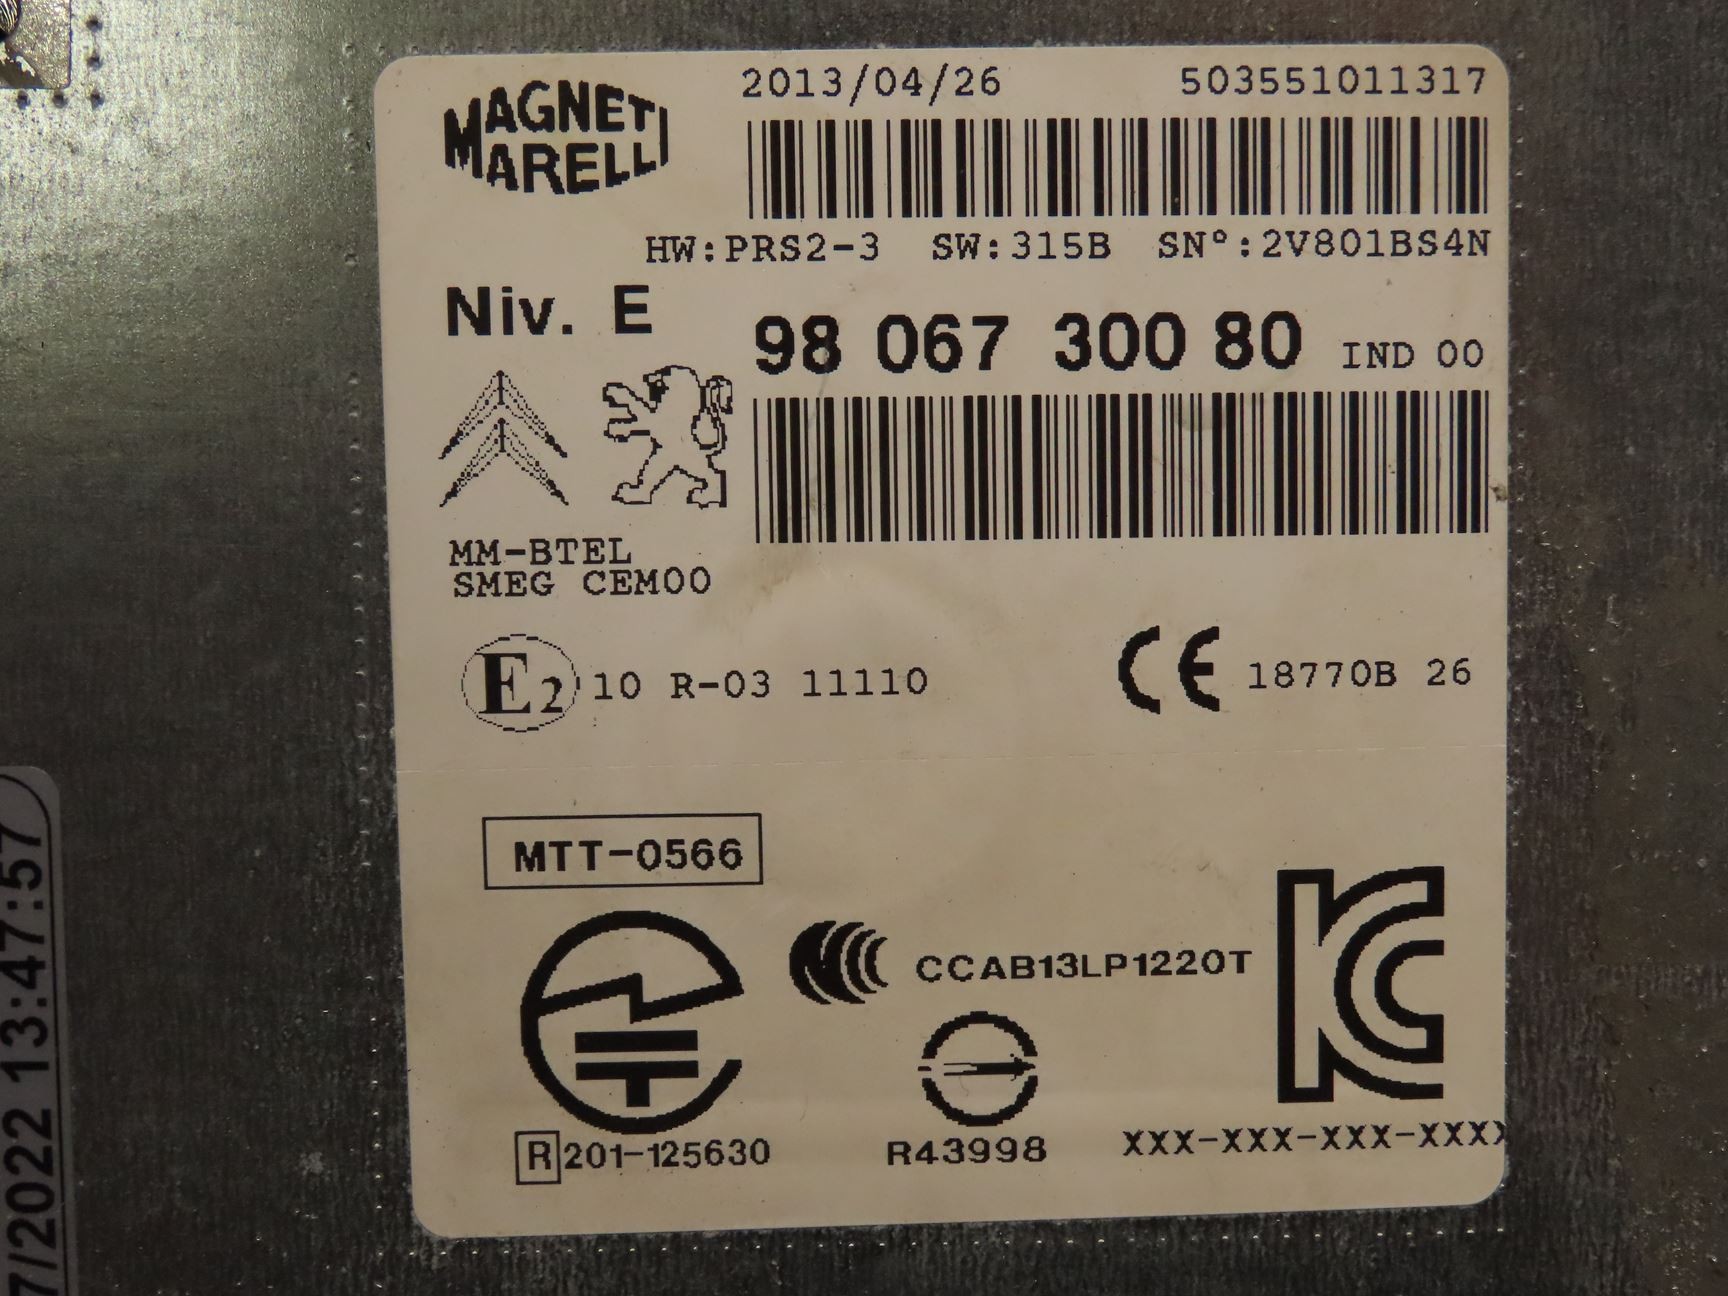 MAGNETI
MARELLI
2013/04/26 503551011317
HW:PRS2-3 SW:315B SN°:2V801BS4N
Niv. E
98 067 300 80 IND 00
MM-BTEL
SMEG CEM00
E2 10 R-03 11110
CE 18770B 26
MTT-0566
CCAB13LP1220T
R 201-125630
R43998
XXX-XXX-XXX-XXXX
7/2022 13:47:57